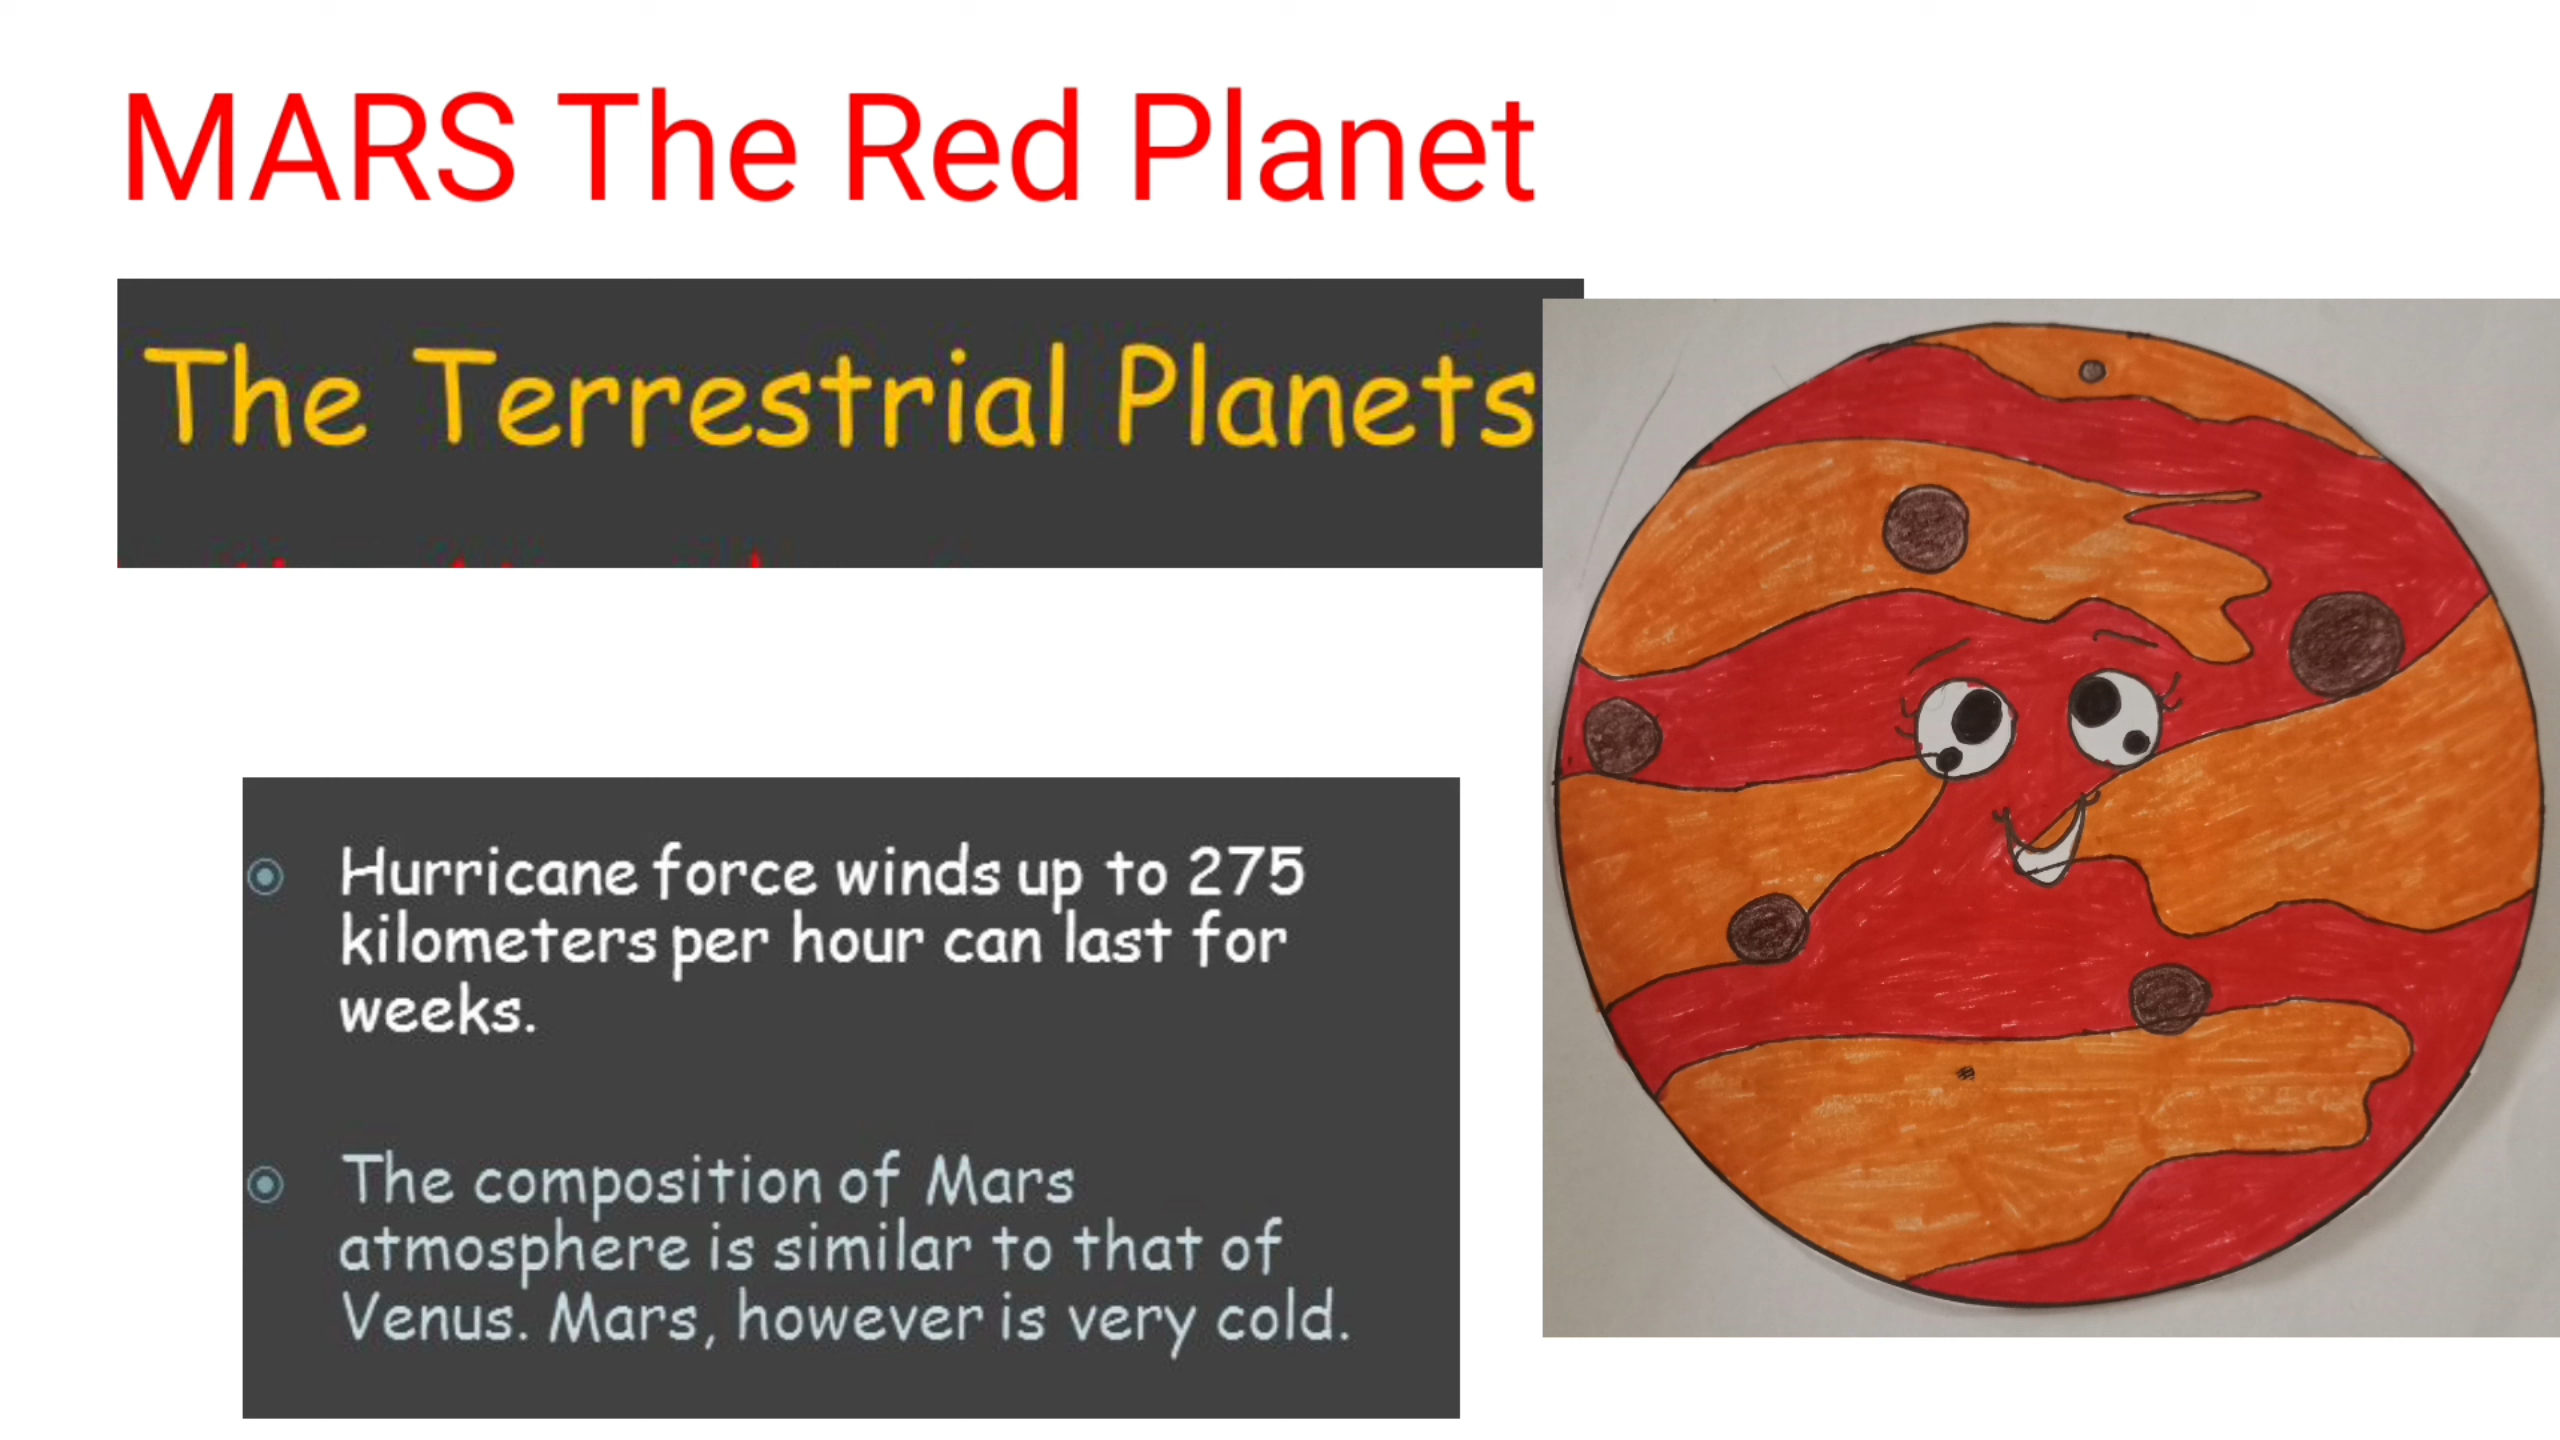 MARS The Red Planet
The Terrestrial Planets
Hurricane force winds up to 275
kilometers per hour can last for
weeks.
The composition of Mars
atmosphere is similar to that of
Venus. Mars, however is very cold.